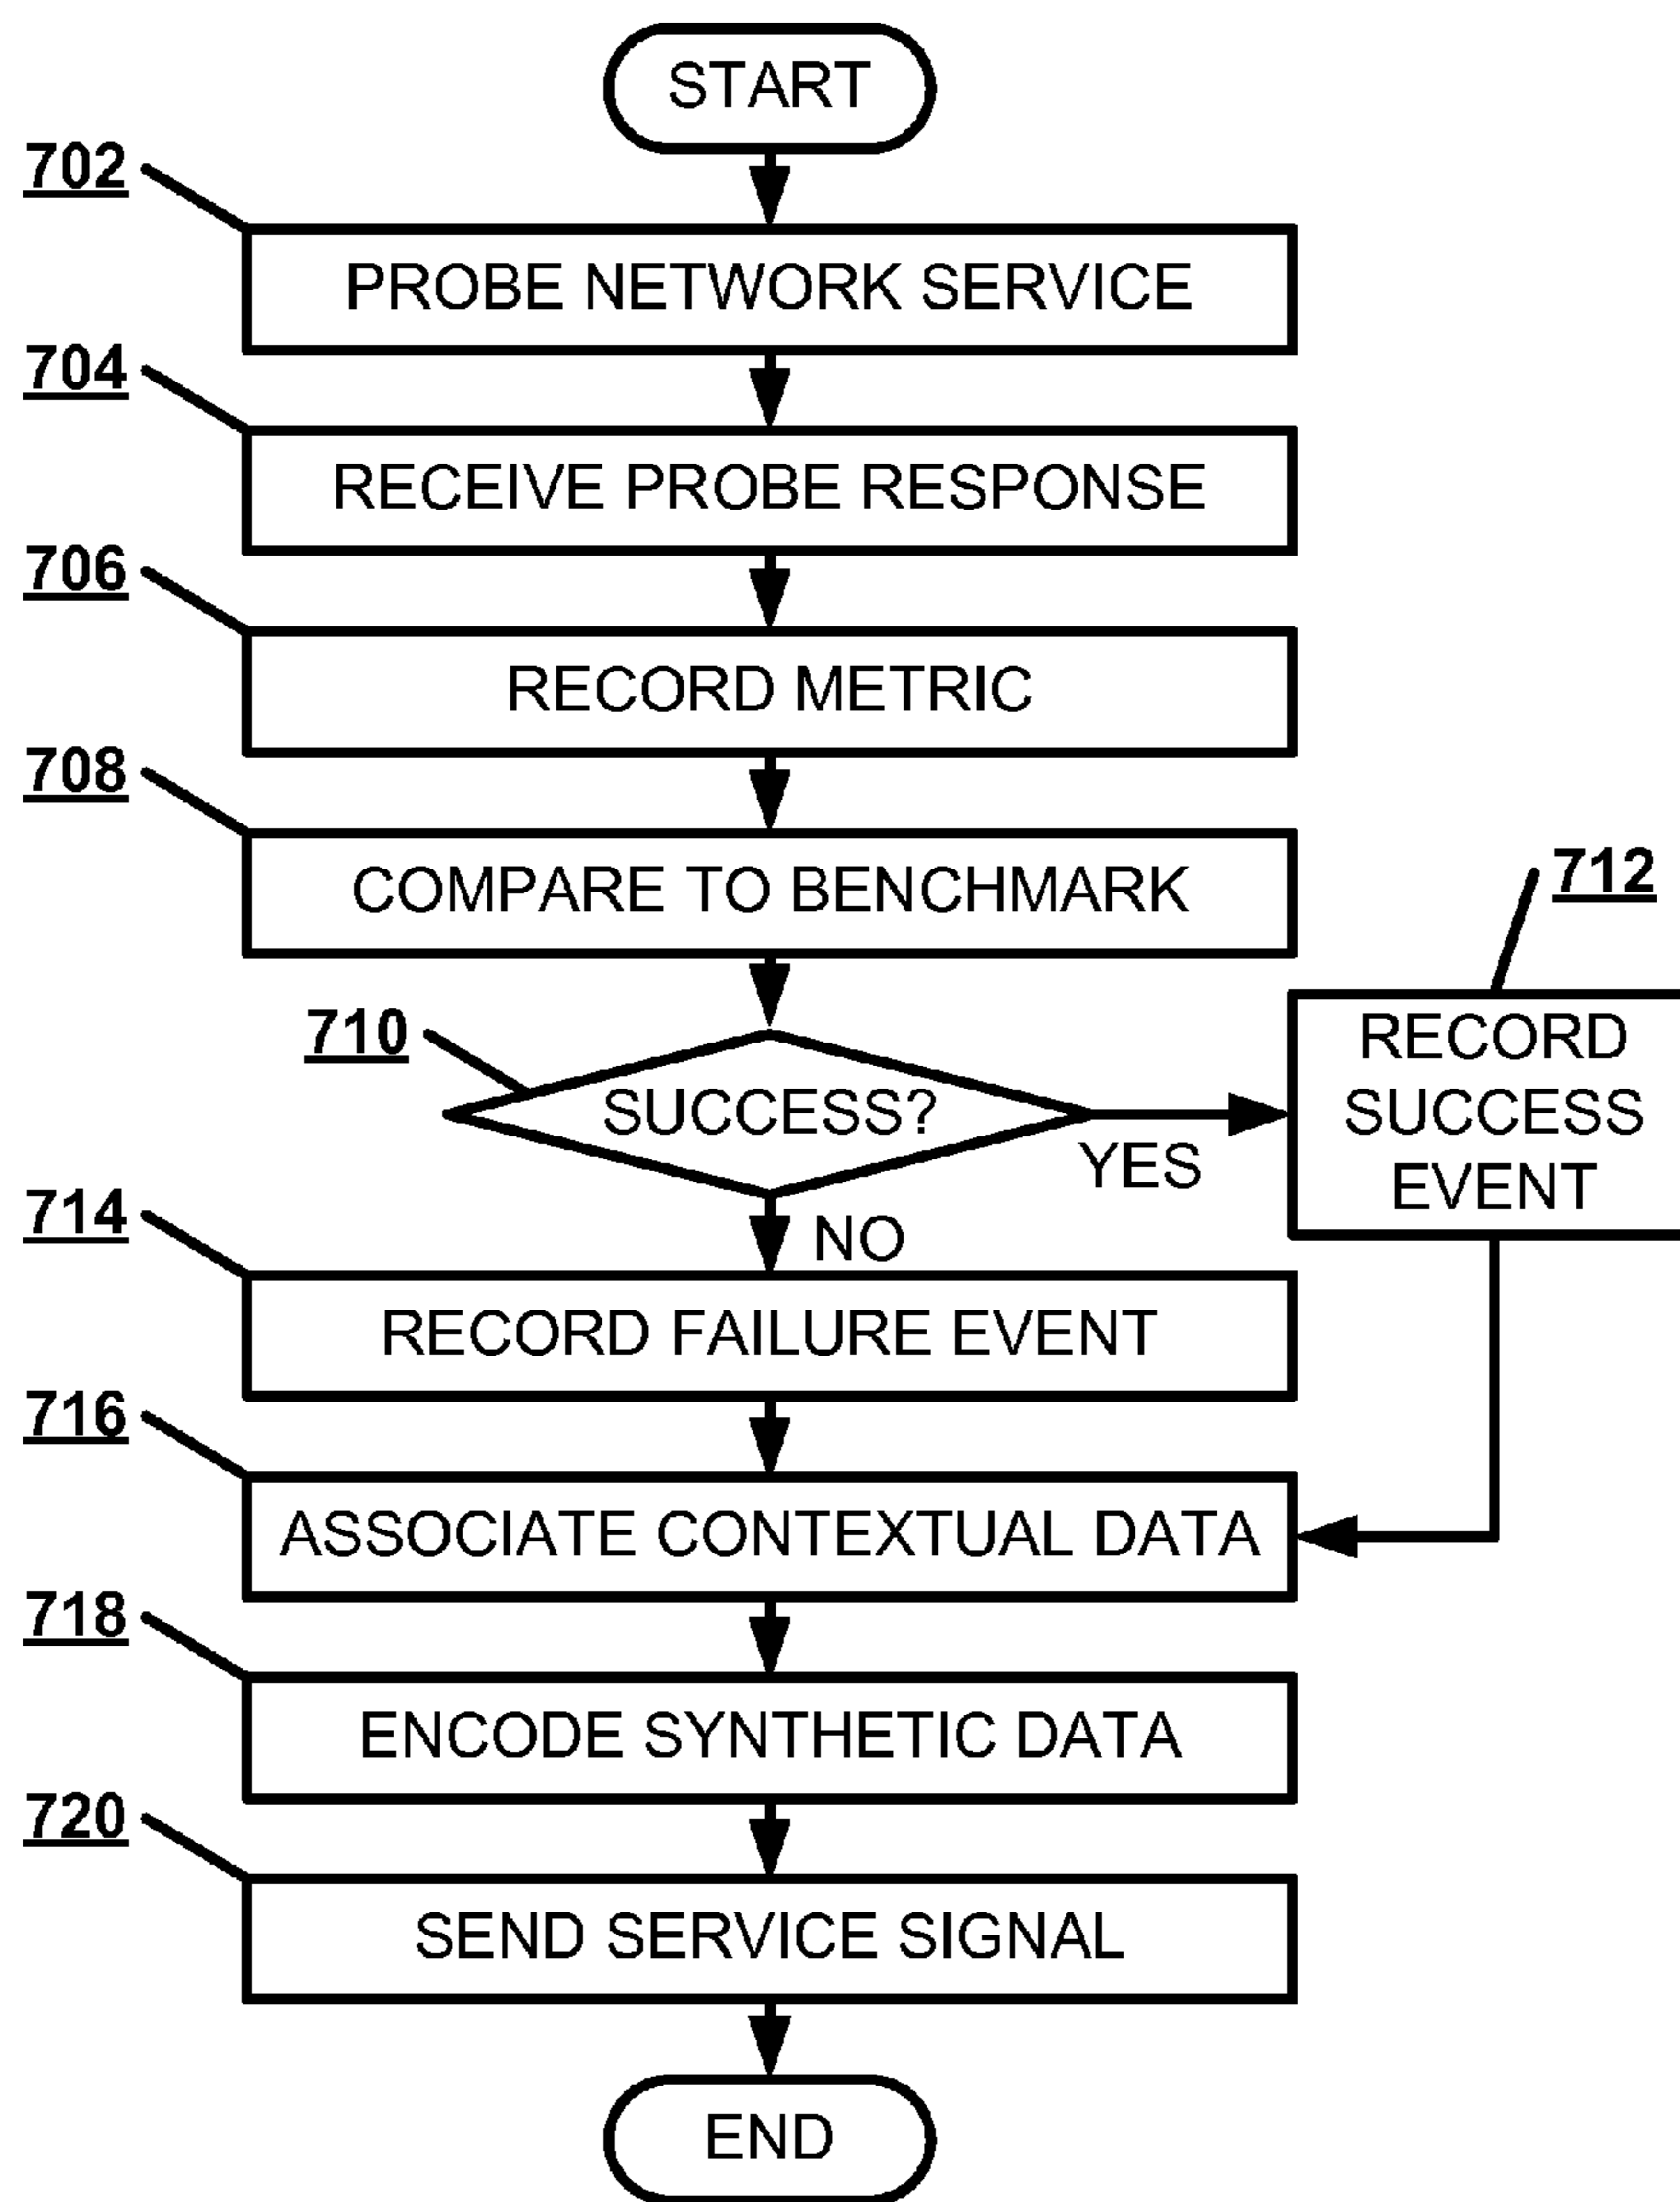 START
702
PROBE NETWORK SERVICE
704
RECEIVE PROBE RESPONSE
706
RECORD METRIC
708
COMPARE TO BENCHMARK
712
710
SUCCESS?
YES
RECORD
SUCCESS
EVENT
NO
714
RECORD FAILURE EVENT
716
ASSOCIATE CONTEXTUAL DATA
718
ENCODE SYNTHETIC DATA
720
SEND SERVICE SIGNAL
END